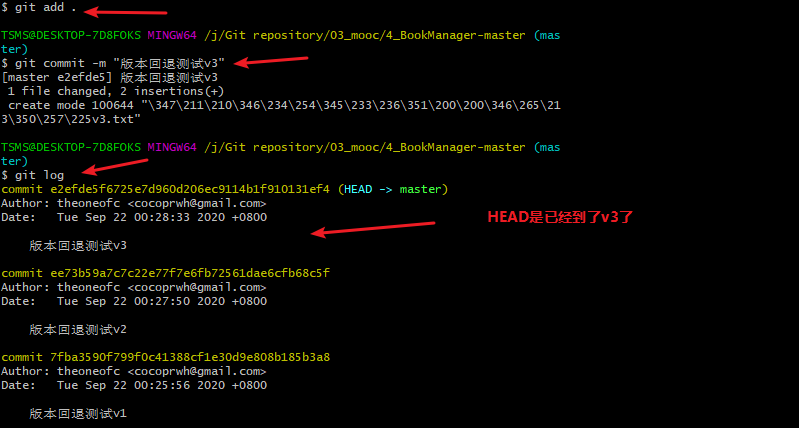 $ git add .
TSMS@DESKTOP-7D8FOKS MINGW64 /j/Git repository/03_mooc/4_BookManager-master (mas
ter)
$ git commit -m "版本回退测试v3"
[master e2efde5] 版本回退测试v3
1 file changed, 2 insertions(+)
create mode 100644 "\347\211\210\346\234\254\345\233\236\351\200\200\346\265\21
3\350\257\225v3.txt"
TSMS@DESKTOP-7D8FOKS MINGW64 /j/Git repository/03_mooc/4_BookManager-master (mas
ter)
$ git log
commit e2efde5f6725e7d960d206ec9114b1f910131ef4 (HEAD -> master)
Author: theoneofc <cocoprwh@gmail.com>
Date:   Tue Sep 22 00:28:33 2020 +0800
HEAD是已经到了v3了
版本回退测试v3
commit ee73b59a7c7c22e77f7e6fb72561dae6cfb68c5f
Author: theoneofc <cocoprwh@gmail.com>
Date:   Tue Sep 22 00:27:50 2020 +0800
版本回退测试v2
commit 7fba3590f799f0c41388cf1e30d9e808b185b3a8
Author: theoneofc <cocoprwh@gmail.com>
Date:   Tue Sep 22 00:25:56 2020 +0800
版本回退测试v1